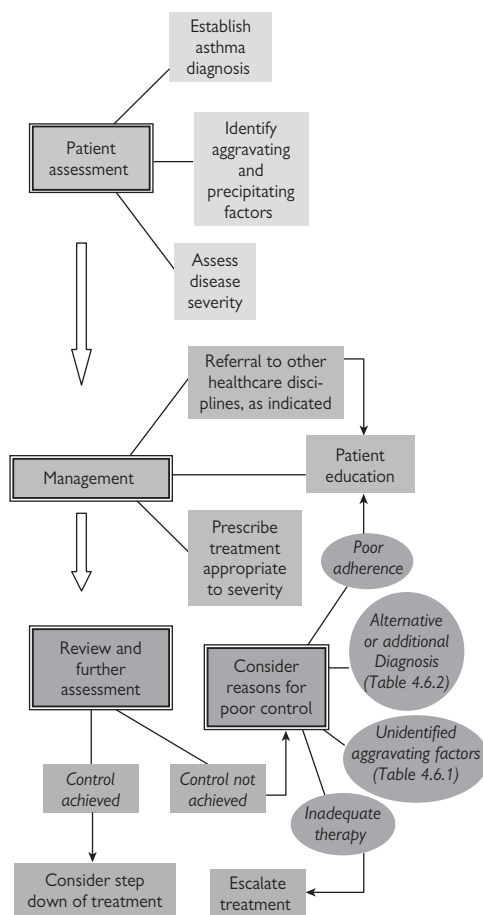 Establish
asthma
diagnosis
Patient
assessment
Identify
aggravating
and
precipitating
factors
Assess
disease
severity
Referral to other
healthcare disci-
plines, as indicated
Patient
education
Management
Prescribe
treatment
appropriate
to severity
Poor
adherence
Alternative
or additional
Diagnosis
(Table 4.6.2)
Review and
further
assessment
Consider
reasons for
poor control
Unidentified
aggravating factors
(Table 4.6.1)
Control
achieved
Control not
achieved
Inadequate
therapy
Consider step
down of treatment
Escalate
treatment